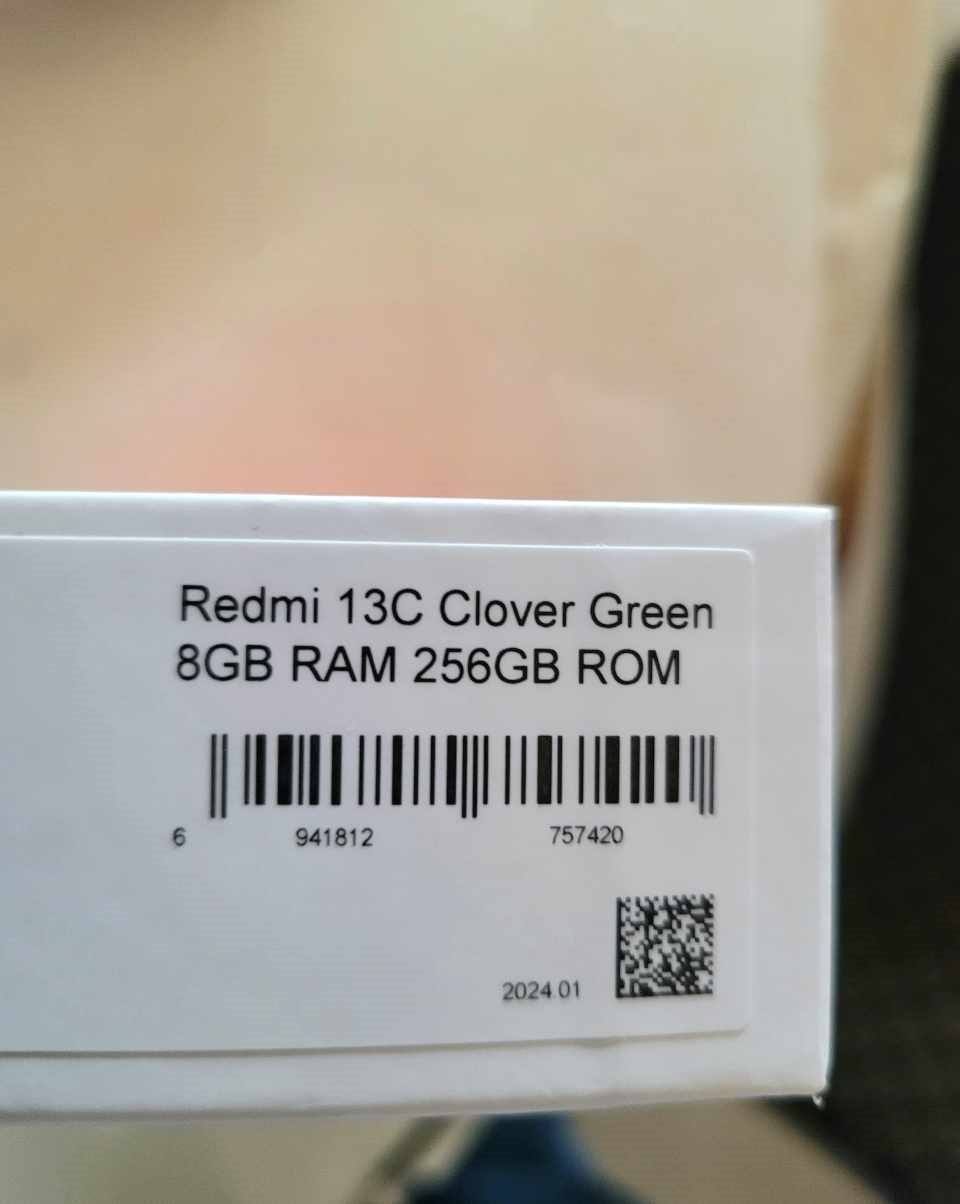 Redmi 13C Clover Green
8GB RAM 256GB ROM
6 941812 757420
2024.01